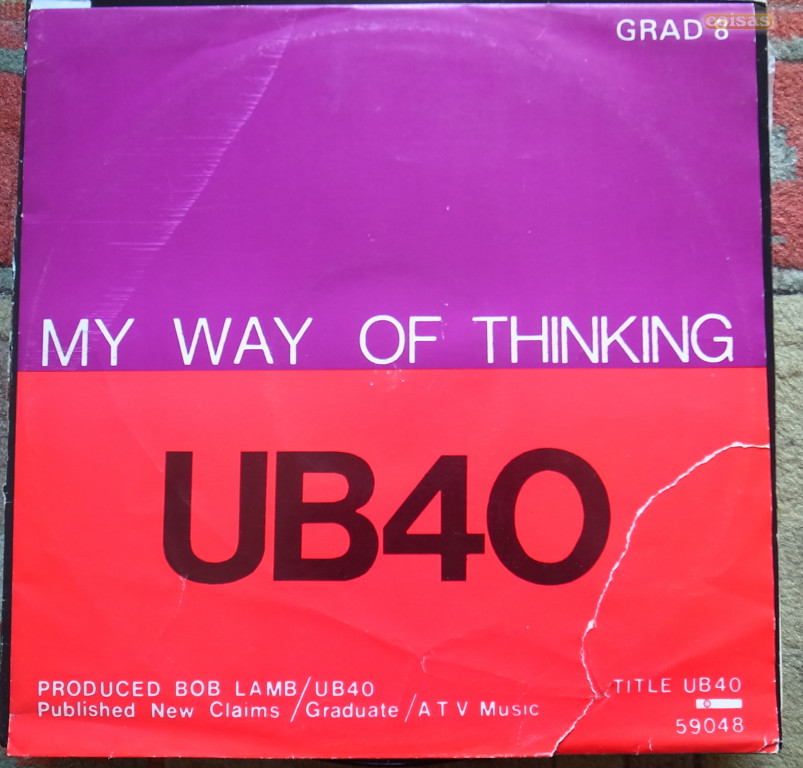 GRAD 8
coisas
MY WAY OF THINKING
UB40
PRODUCED BOB LAMB/UB40
Published New Claims/Graduate/ATV Music
TITLE UB40
59048